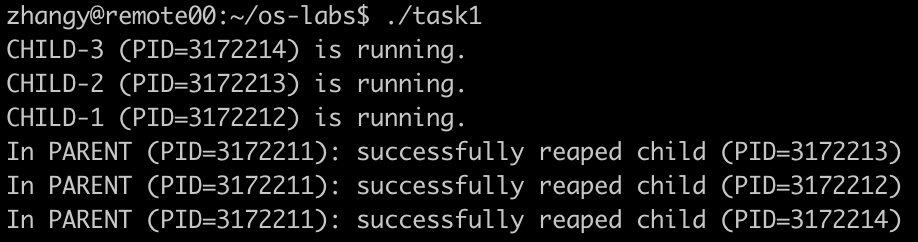 zhangy@remote00:~/os-labs$ ./task1
CHILD-3 (PID=3172214) is running.
CHILD-2 (PID=3172213) is running.
CHILD-1 (PID=3172212) is running.
In PARENT (PID=3172211): successfully reaped child (PID=3172213)
In PARENT (PID=3172211): successfully reaped child (PID=3172212)
In PARENT (PID=3172211): successfully reaped child (PID=3172214)